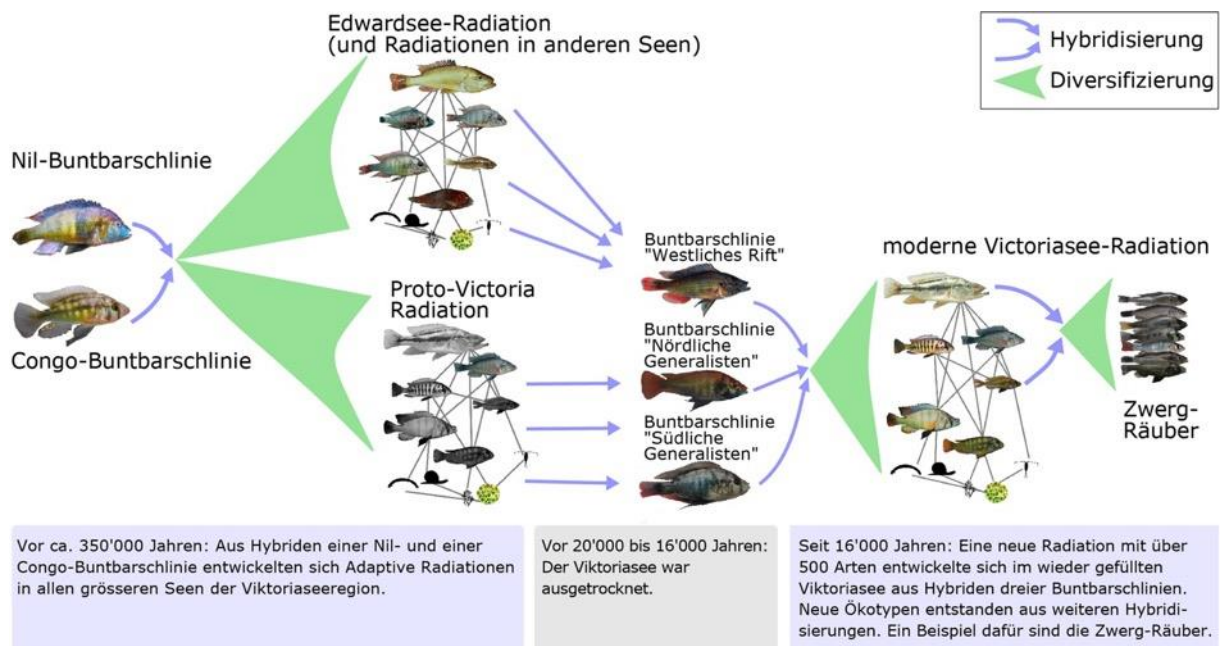 Edwardsee-Radiation
(und Radiationen in anderen Seen)
Hybridisierung
Diversifizierung
Nil-Buntbarschlinie
Congo-Buntbarschlinie
Proto-Victoria
Radiation
Buntbarschlinie
"Westliches Rift"
Buntbarschlinie
"Nördliche
Generalisten"
Buntbarschlinie
"Südliche
Generalisten"
moderne Victoriasee-Radiation
Zwerg-
Räuber
Vor ca. 350'000 Jahren: Aus Hybriden einer Nil- und einer
Congo-Buntbarschlinie entwickelten sich Adaptive Radiationen
in allen grösseren Seen der Viktoriaseeregion.
Vor 20'000 bis 16'000 Jahren:
Der Viktoriasee war
ausgetrocknet.
Seit 16'000 Jahren: Eine neue Radiation mit über
500 Arten entwickelte sich im wieder gefüllten
Viktoriasee aus Hybriden dreier Buntbarschlinien.
Neue Ökotypen entstanden aus weiteren Hybridi-
sierungen. Ein Beispiel dafür sind die Zwerg-Räuber.